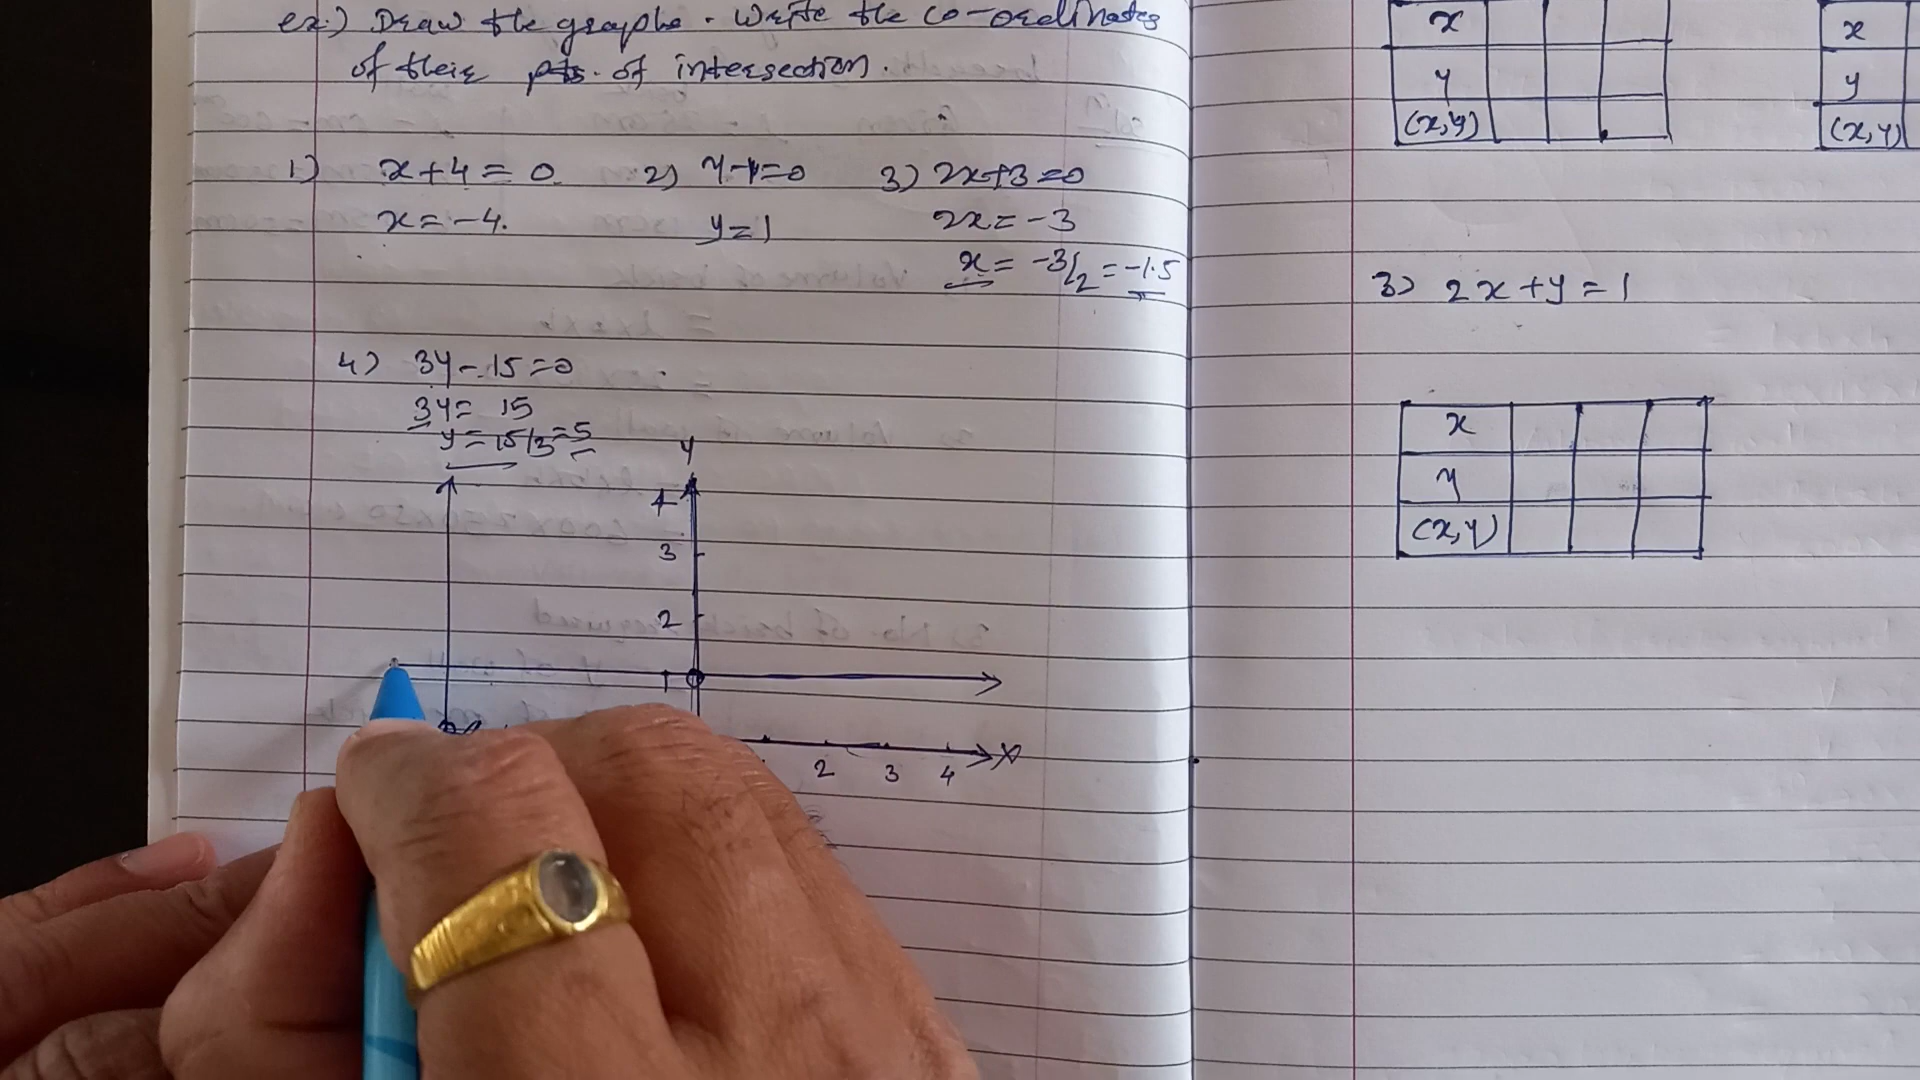 ex.) Draw the graphs. Write the co-ordinates
of their pts. of intersection.
1) x+4=0. 2) y-1=0 3) 2x+3=0
x=-4. y=1 2x=-3
x= -3/2 = -1.5
4) 3y-15=0
3y= 15
y=15/3=5
Y
4
3
2
1
2 3 4 X
x
y
(x,y)
x
y
(x,y)
3) 2x+y=1
x
y
(x,y)